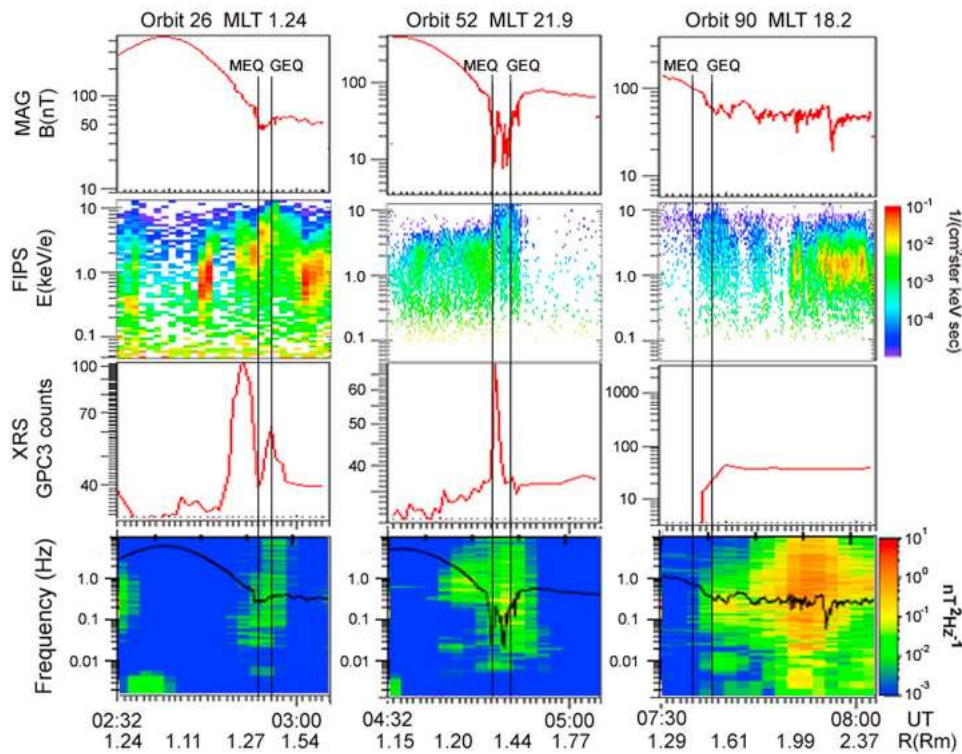 Orbit 26 MLT 1.24
Orbit 52 MLT 21.9
Orbit 90 MLT 18.2
MAG
B(nT)
100
50
10
MEQ GEQ
100
10
MEQ GEQ
100
10
MEQ GEQ
FIPS
E(keV/e)
10
1.0
0.1
10
1.0
0.1
10
1.0
0.1
10⁻¹
10⁻²
10⁻³
10⁻⁴
1/(cm² ster keV sec)
XRS
GPC3 counts
100
70
40
60
50
40
1000
100
10
Frequency (Hz)
1.0
0.1
0.01
1.0
0.1
0.01
1.0
0.1
0.01
10¹
10⁰
10⁻¹
10⁻²
10⁻³
nT²Hz⁻¹
02:32 03:00 04:32 05:00 07:30 08:00 UT
1.24 1.11 1.27 1.54 1.15 1.20 1.44 1.77 1.29 1.61 1.99 2.37 R(Rm)